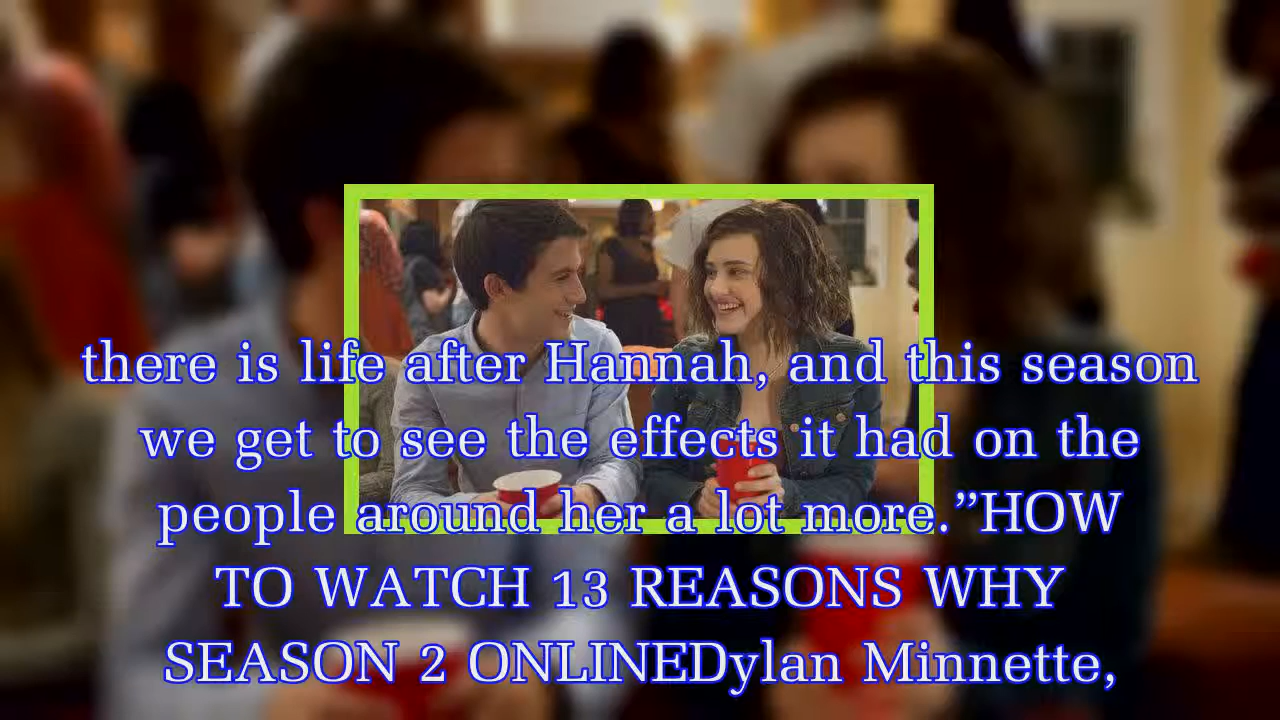 there is life after Hannah, and this season
we get to see the effects it had on the
people around her a lot more.”HOW
TO WATCH 13 REASONS WHY
SEASON 2 ONLINEDylan Minnette,